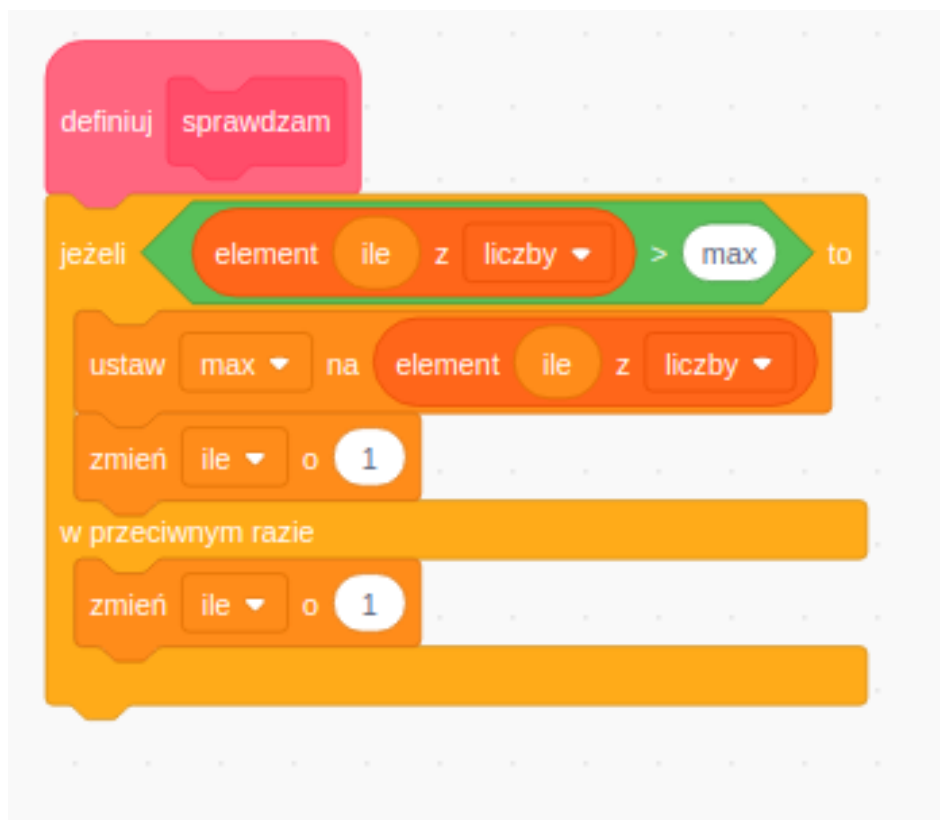 definiuj sprawdzam
jeżeli element ile z liczby > max to
ustaw max na element ile z liczby
zmień ile o 1
w przeciwnym razie
zmień ile o 1